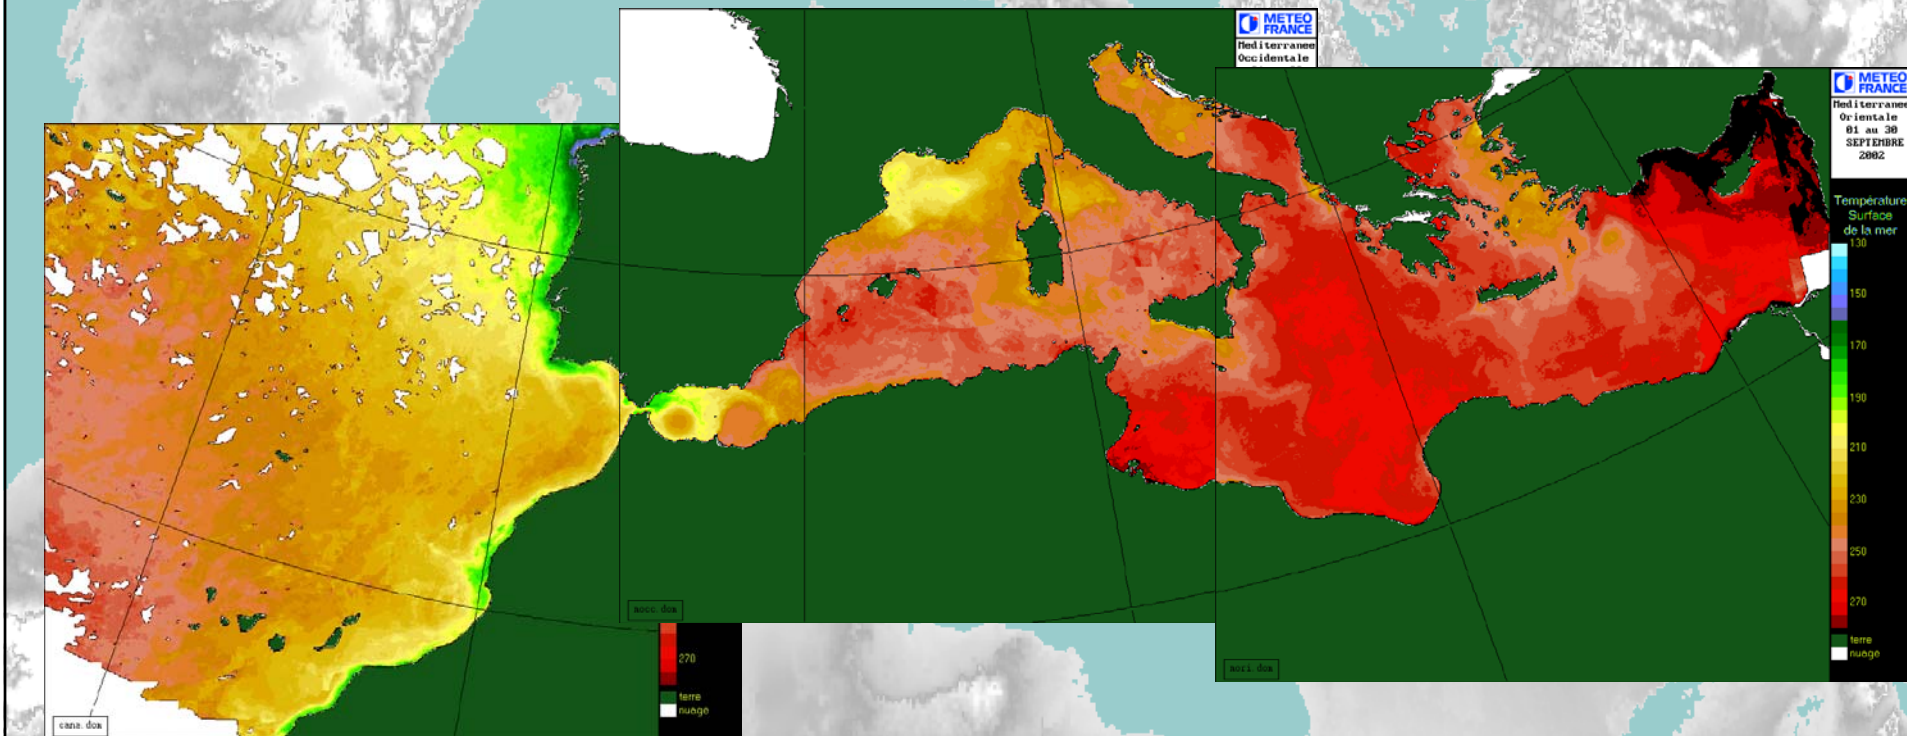 METEO
FRANCE
Mediterranee
Occidentale
METEO
FRANCE
Mediterranee
Orientale
01 au 30
SEPTEMBRE
2002
Température
Surface
de la mer
130
150
170
190
210
230
250
270
terre
nuage
mocc.dom
mori.dom
270
terre
nuage
cana.dom